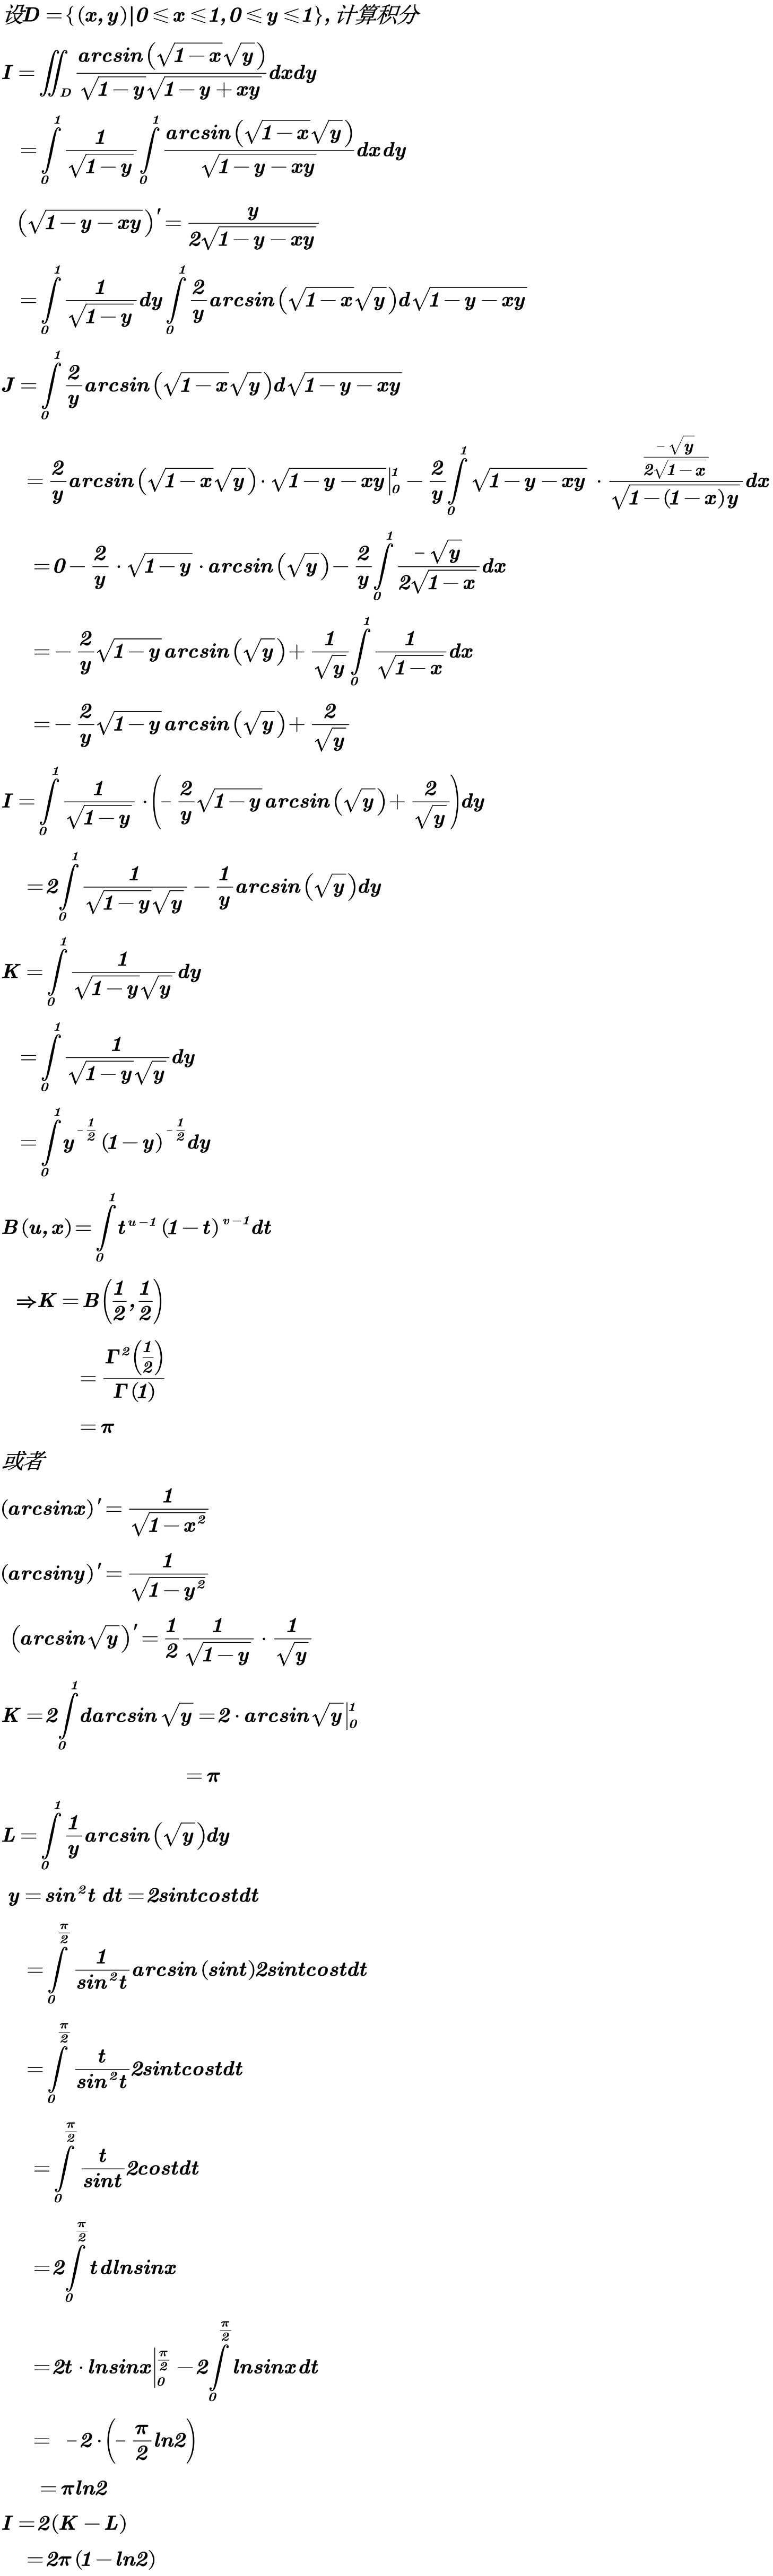 设D={(x,y)|0≤x≤1,0≤y≤1},计算积分
I=∬_D arcsin(√(1−x)√y)/(√(1−y)√(1−y+xy)) dxdy
=∫_0^1 1/√(1−y) ∫_0^1 arcsin(√(1−x)√y)/√(1−y−xy) dxdy
(√(1−y−xy))′=y/(2√(1−y−xy))
=∫_0^1 1/√(1−y) dy∫_0^1 2/y arcsin(√(1−x)√y)d√(1−y−xy)
J=∫_0^1 2/y arcsin(√(1−x)√y)d√(1−y−xy)
=2/y arcsin(√(1−x)√y)·√(1−y−xy)|_0^1−2/y∫_0^1 √(1−y−xy)·(−√y/(2√(1−x)))/√(1−(1−x)y) dx
=0−2/y·√(1−y)·arcsin(√y)−2/y∫_0^1 −√y/(2√(1−x)) dx
=−2/y√(1−y)arcsin(√y)+1/√y∫_0^1 1/√(1−x) dx
=−2/y√(1−y)arcsin(√y)+2/√y
I=∫_0^1 1/√(1−y)·(−2/y√(1−y)arcsin(√y)+2/√y)dy
=2∫_0^1 1/(√(1−y)√y)−1/y arcsin(√y)dy
K=∫_0^1 1/(√(1−y)√y) dy
=∫_0^1 1/(√(1−y)√y) dy
=∫_0^1 y^(−1/2)(1−y)^(−1/2)dy
B(u,x)=∫_0^1 t^(u−1)(1−t)^(v−1)dt
⇒K=B(1/2,1/2)
=Γ²(1/2)/Γ(1)
=π
或者
(arcsinx)′=1/√(1−x²)
(arcsiny)′=1/√(1−y²)
(arcsin√y)′=1/2 1/√(1−y)·1/√y
K=2∫_0^1 darcsin√y=2·arcsin√y|_0^1
=π
L=∫_0^1 1/y arcsin(√y)dy
y=sin²t dt=2sintcostdt
=∫_0^(π/2) 1/sin²t arcsin(sint)2sintcostdt
=∫_0^(π/2) t/sin²t 2sintcostdt
=∫_0^(π/2) t/sint 2costdt
=2∫_0^(π/2) tdlnsinx
=2t·lnsinx|_0^(π/2)−2∫_0^(π/2) lnsinxdt
=−2·(−π/2 ln2)
=πln2
I=2(K−L)
=2π(1−ln2)